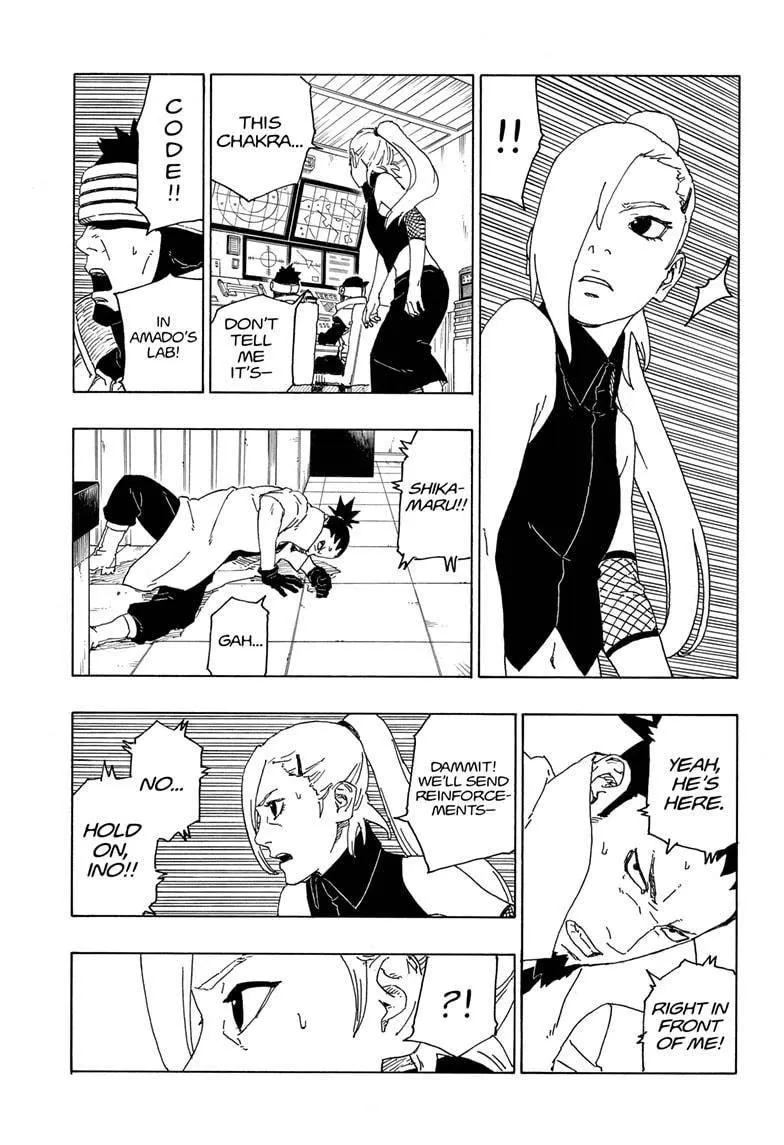 !!
THIS
CHAKRA...
DON'T
TELL
ME
IT'S—
CODE!!
IN
AMADO'S
LAB!
SHIKA-
MARU!!
GAH...
YEAH,
HE'S
HERE.
RIGHT IN
FRONT
OF ME!
DAMMIT!
WE'LL SEND
REINFORCE-
MENTS—
NO...
HOLD
ON,
INO!!
?!